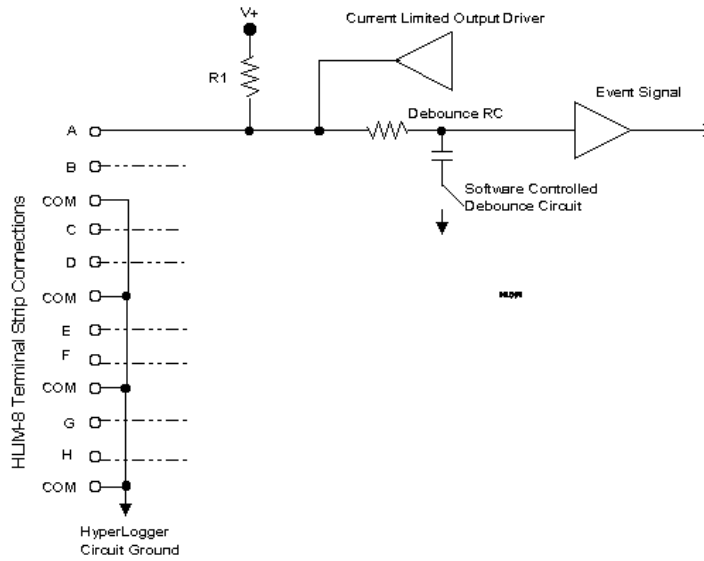 V+
Current Limited Output Driver
R1
Event Signal
Debounce RC
A
B
COM
C
D
COM
E
F
COM
G
H
COM
Software Controlled
Debounce Circuit
HLIM-8 Terminal Strip Connections
HyperLogger
Circuit Ground